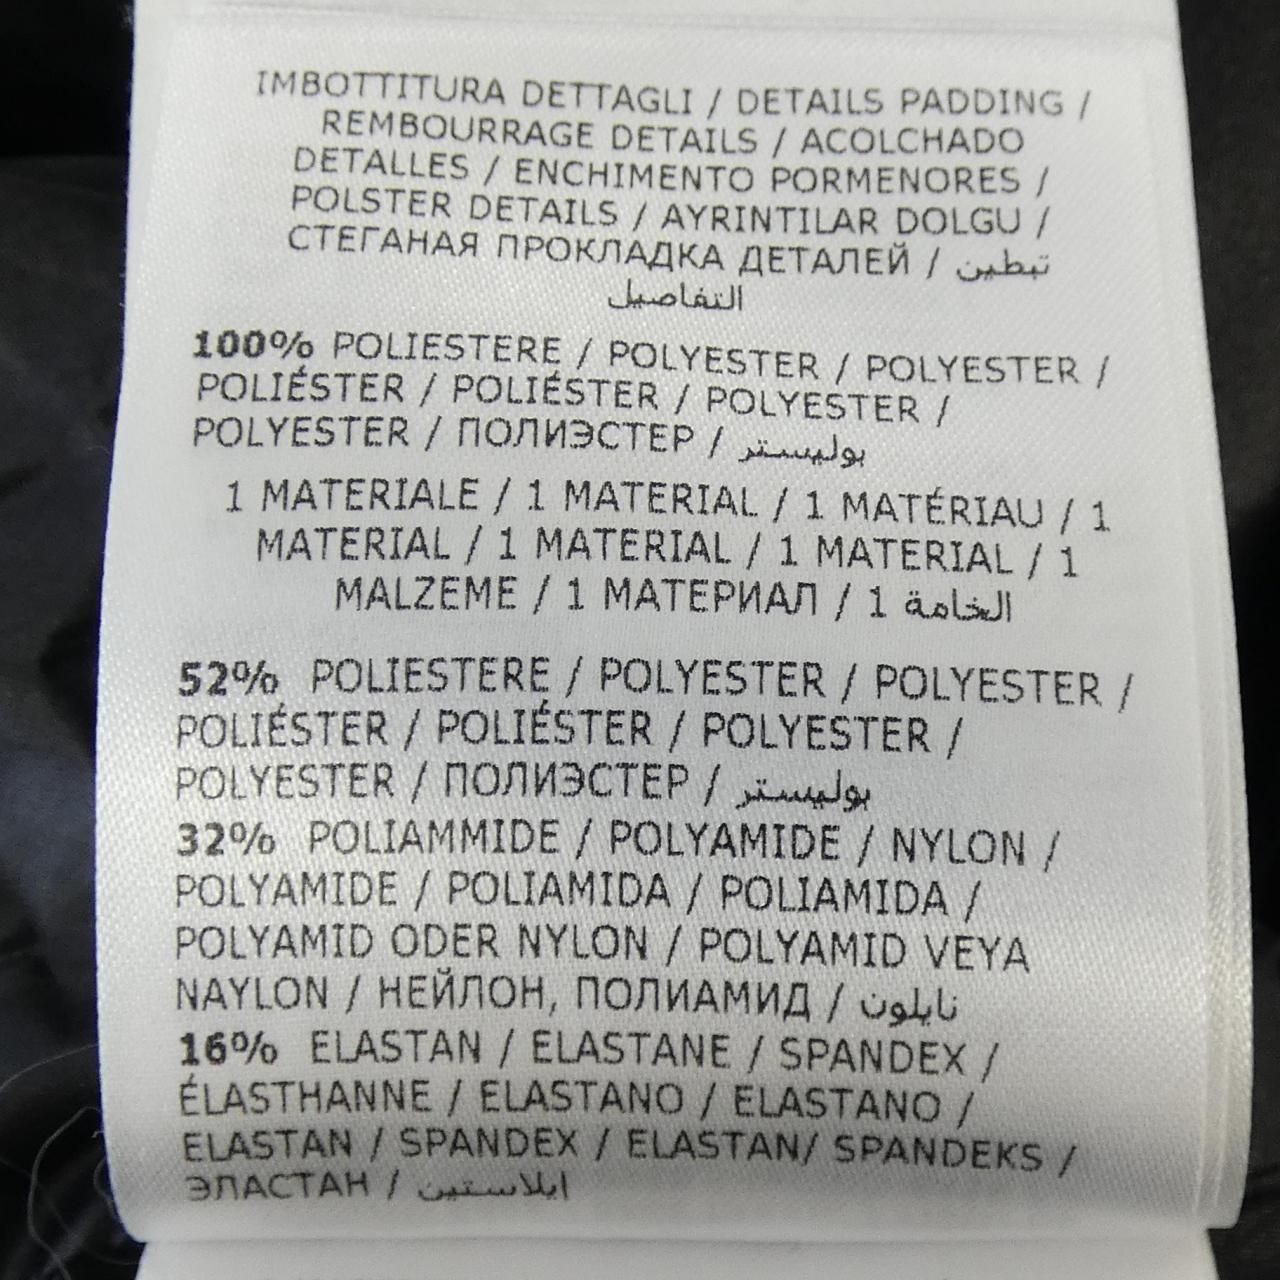 IMBOTTITURA DETTAGLI / DETAILS PADDING /
REMBOURRAGE DETAILS / ACOLCHADO
DETALLES / ENCHIMENTO PORMENORES /
POLSTER DETAILS / AYRINTILAR DOLGU /
СТЕГАНАЯ ПРОКЛАДКА ДЕТАЛЕЙ / تبطين
التفاصيل
100% POLIESTERE / POLYESTER / POLYESTER /
POLIÉSTER / POLIÉSTER / POLYESTER /
POLYESTER / ПОЛИЭСТЕР / بوليستر
1 MATERIALE / 1 MATERIAL / 1 MATÉRIAU / 1
MATERIAL / 1 MATERIAL / 1 MATERIAL / 1
MALZEME / 1 МАТЕРИАЛ / 1 الخامة
52% POLIESTERE / POLYESTER / POLYESTER /
POLIÉSTER / POLIÉSTER / POLYESTER /
POLYESTER / ПОЛИЭСТЕР / بوليستر
32% POLIAMMIDE / POLYAMIDE / NYLON /
POLYAMIDE / POLIAMIDA / POLIAMIDA /
POLYAMID ODER NYLON / POLYAMID VEYA
NAYLON / НЕЙЛОН, ПОЛИАМИД / نايلون
16% ELASTAN / ELASTANE / SPANDEX /
ÉLASTHANNE / ELASTANO / ELASTANO /
ELASTAN / SPANDEX / ELASTAN/ SPANDEKS /
ЭЛАСТАН / ايلاستين